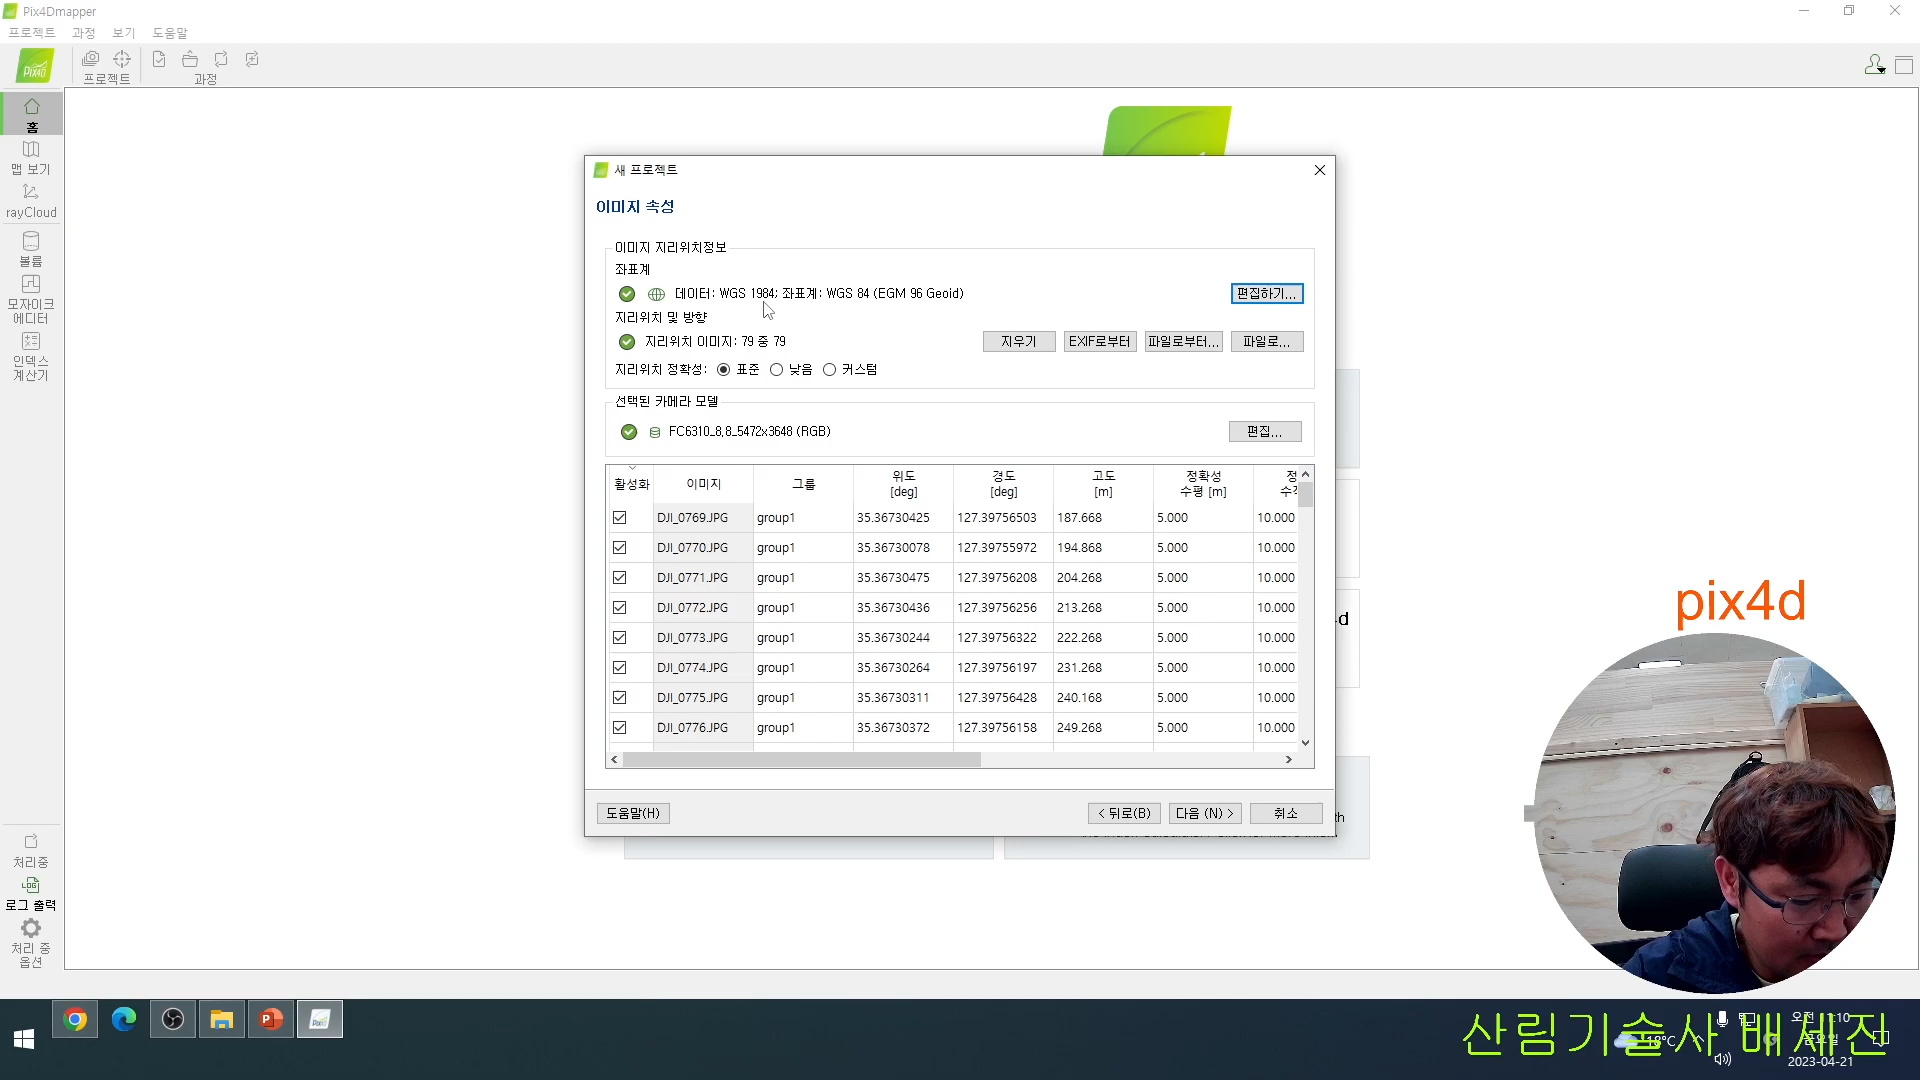 Pix4Dmapper
프로젝트 과정 보기 도움말
프로젝트 과정
홈
맵 보기
rayCloud
볼륨
모자이크
에디터
인덱스
계산기
처리중
로그 출력
처리 중
옵션
새 프로젝트
이미지 속성
이미지 지리위치정보
좌표계
데이터: WGS 1984; 좌표계: WGS 84 (EGM 96 Geoid) 편집하기...
지리위치 및 방향
지리위치 이미지: 79 중 79 지우기 EXIF로부터 파일로부터... 파일로...
지리위치 정확성: 표준 낮음 커스텀
선택된 카메라 모델
FC6310_8.8_5472x3648 (RGB) 편집...
활성화 이미지 그룹 위도 [deg] 경도 [deg] 고도 [m] 정확성 수평 [m]
DJI_0769.JPG group1 35.36730425 127.39756503 187.668 5.000 10.000
DJI_0770.JPG group1 35.36730078 127.39755972 194.868 5.000 10.000
DJI_0771.JPG group1 35.36730475 127.39756208 204.268 5.000 10.000
DJI_0772.JPG group1 35.36730436 127.39756256 213.268 5.000 10.000
DJI_0773.JPG group1 35.36730244 127.39756322 222.268 5.000 10.000
DJI_0774.JPG group1 35.36730264 127.39756197 231.268 5.000 10.000
DJI_0775.JPG group1 35.36730311 127.39756428 240.168 5.000 10.000
DJI_0776.JPG group1 35.36730372 127.39756158 249.268 5.000 10.000
도움말(H) < 뒤로(B) 다음 (N) > 취소
pix4d
산림기술사 배세진
18°C
2023-04-21